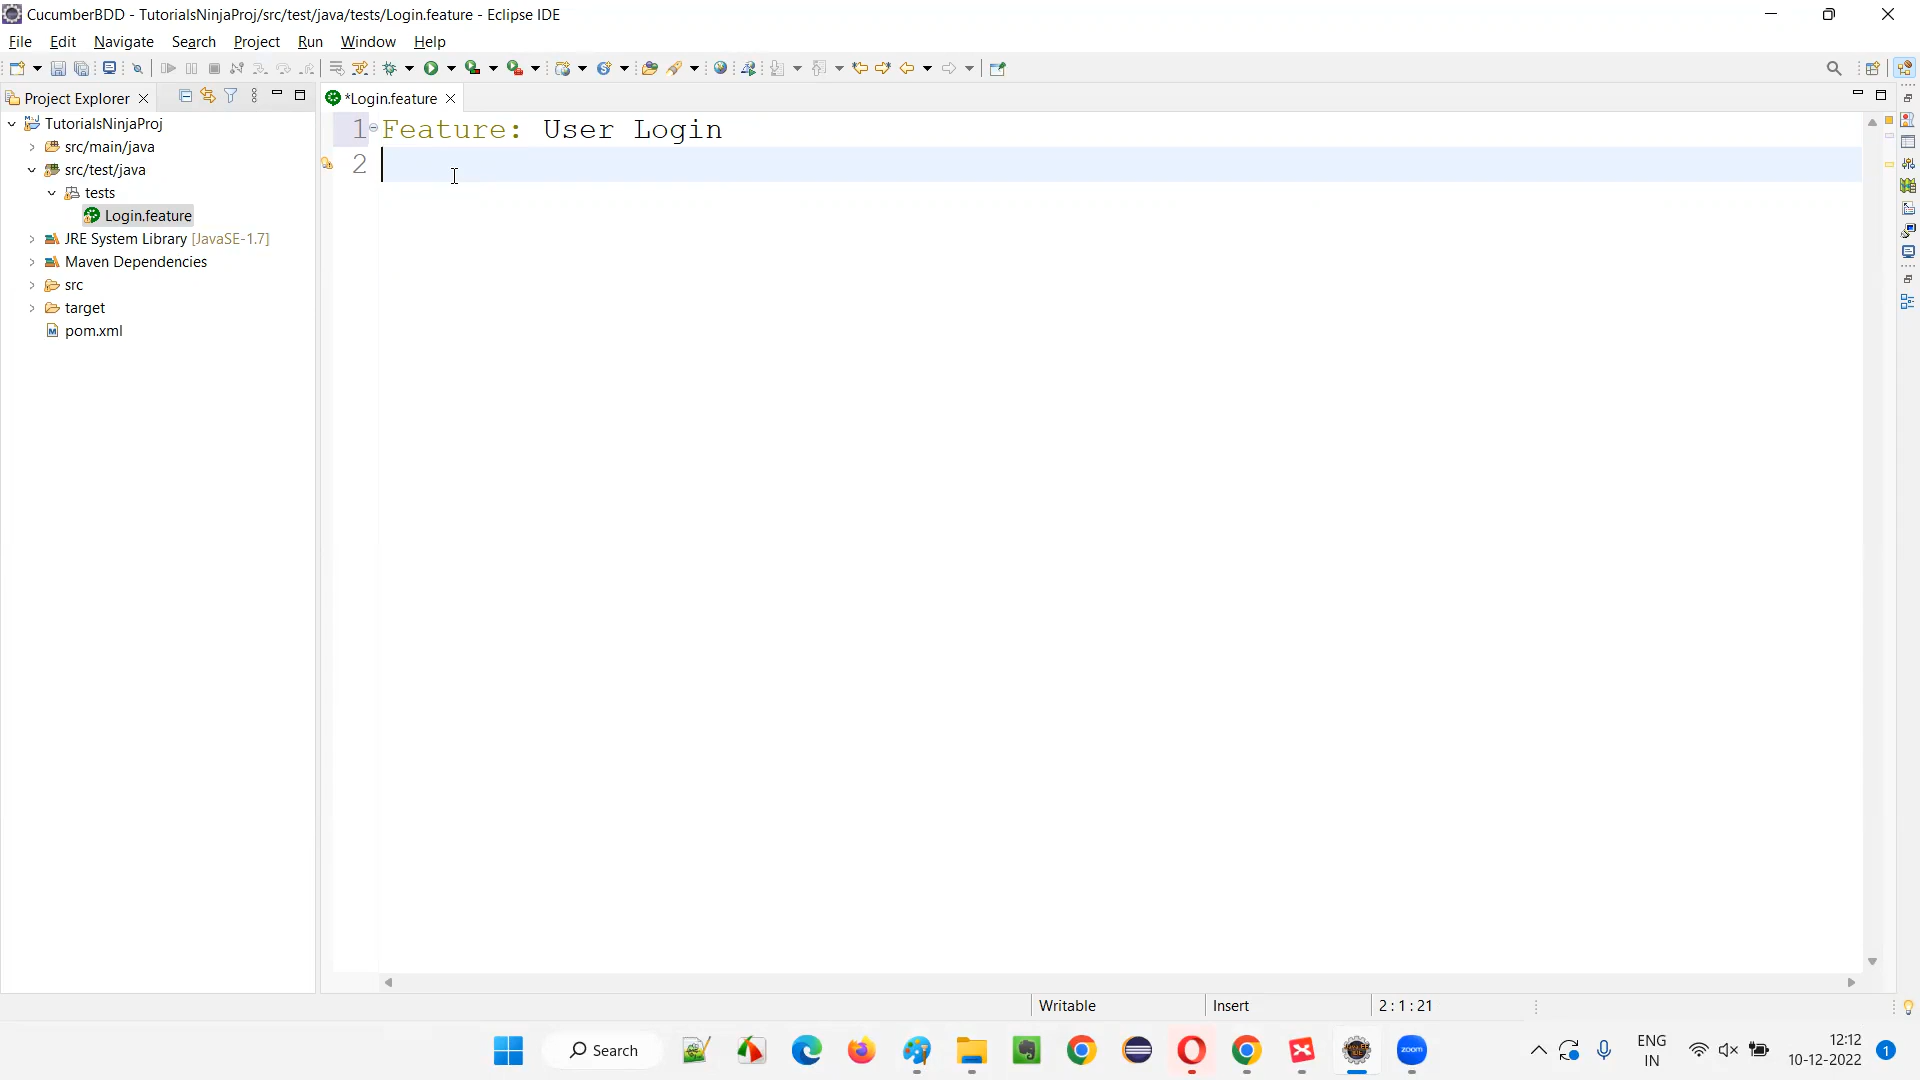 CucumberBDD - TutorialsNinjaProj/src/test/java/tests/Login.feature - Eclipse IDE
File Edit Navigate Search Project Run Window Help
Project Explorer
*Login.feature
TutorialsNinjaProj
src/main/java
src/test/java
tests
Login.feature
JRE System Library [JavaSE-1.7]
Maven Dependencies
src
target
pom.xml
1 Feature: User Login
2
Writable Insert 2 : 1 : 21
Search
zoom
ENG
IN
12:12
10-12-2022
1